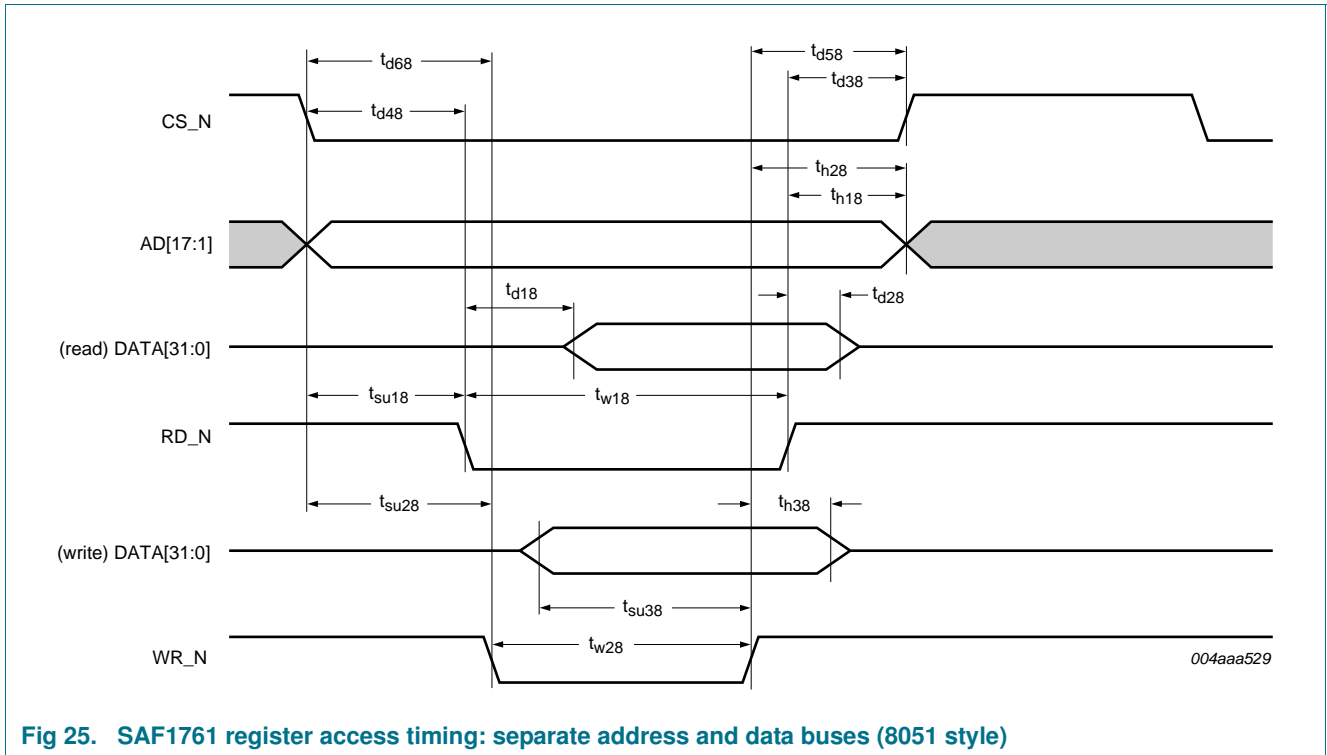 td68
td58
td38
td48
CS_N
th28
th18
AD[17:1]
td18
td28
(read) DATA[31:0]
tsu18
tw18
RD_N
tsu28
th38
(write) DATA[31:0]
tsu38
tw28
WR_N
004aaa529
Fig 25. SAF1761 register access timing: separate address and data buses (8051 style)